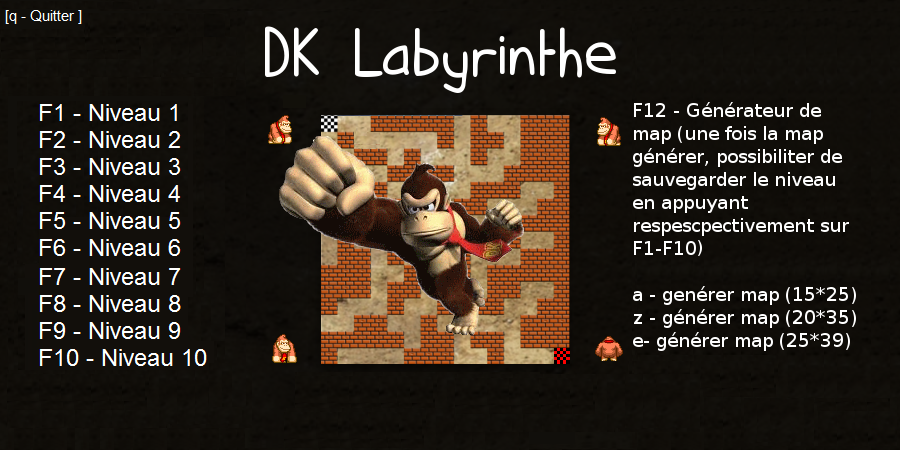 [q - Quitter ]
DK Labyrinthe
F1 - Niveau 1
F2 - Niveau 2
F3 - Niveau 3
F4 - Niveau 4
F5 - Niveau 5
F6 - Niveau 6
F7 - Niveau 7
F8 - Niveau 8
F9 - Niveau 9
F10 - Niveau 10
F12 - Générateur de
map (une fois la map
générer, possibiliter de
sauvegarder le niveau
en appuyant
respescpectivement sur
F1-F10)
a - genérer map (15*25)
z - générer map (20*35)
e- générer map (25*39)